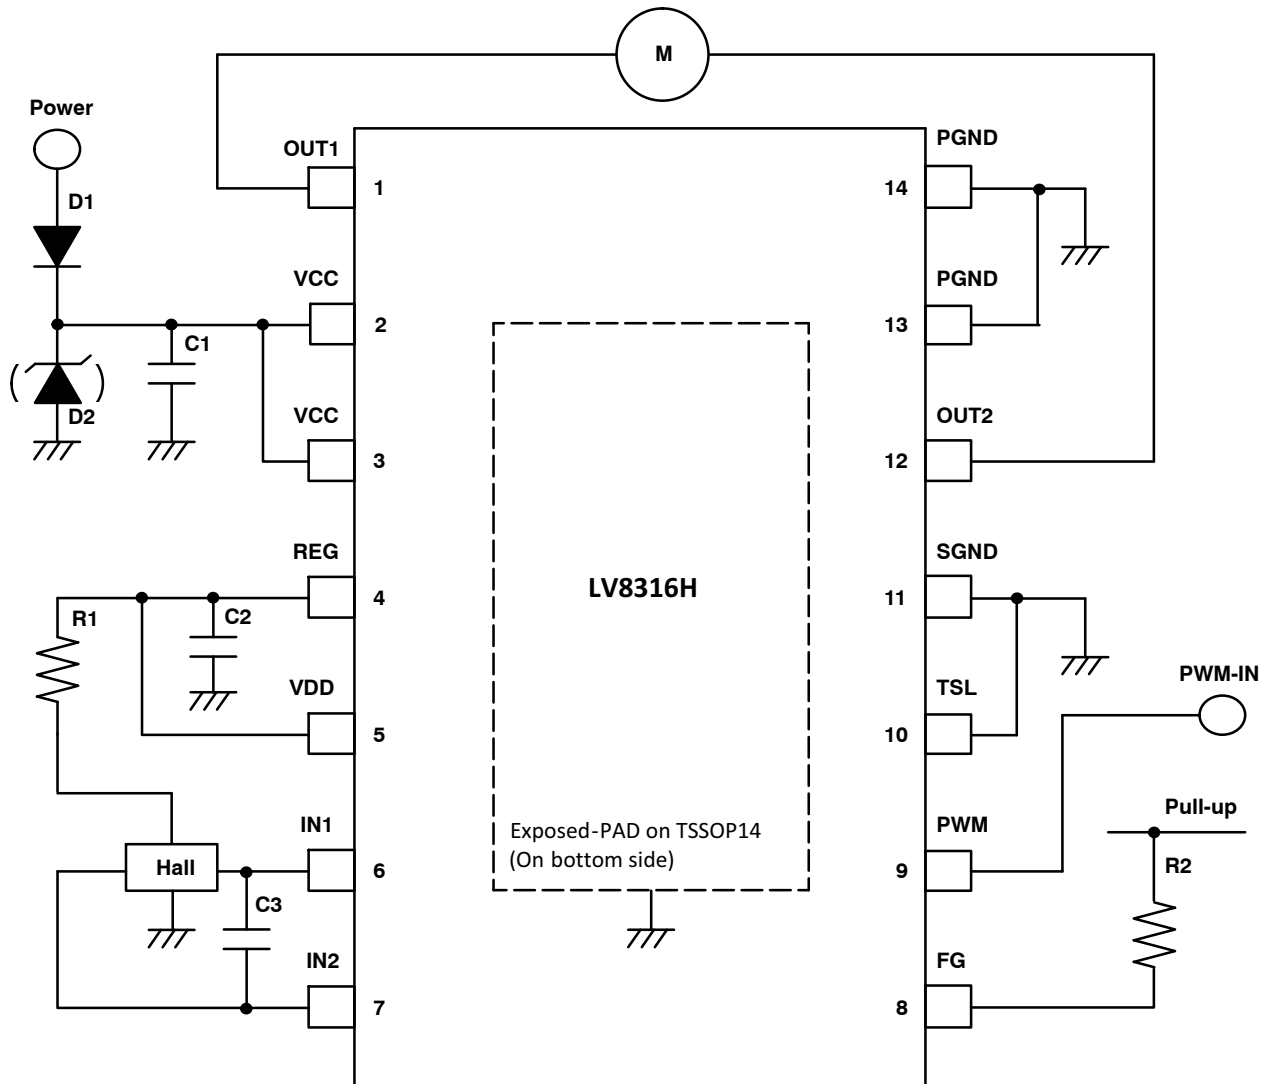 M
Power
D1
OUT1
1
VCC
2
C1
( )
D2
VCC
3
REG
4
R1
C2
VDD
5
IN1
6
Hall
C3
IN2
7
LV8316H
Exposed-PAD on TSSOP14
(On bottom side)
PGND
14
PGND
13
OUT2
12
SGND
11
TSL
10
PWM-IN
PWM
9
Pull-up
R2
FG
8